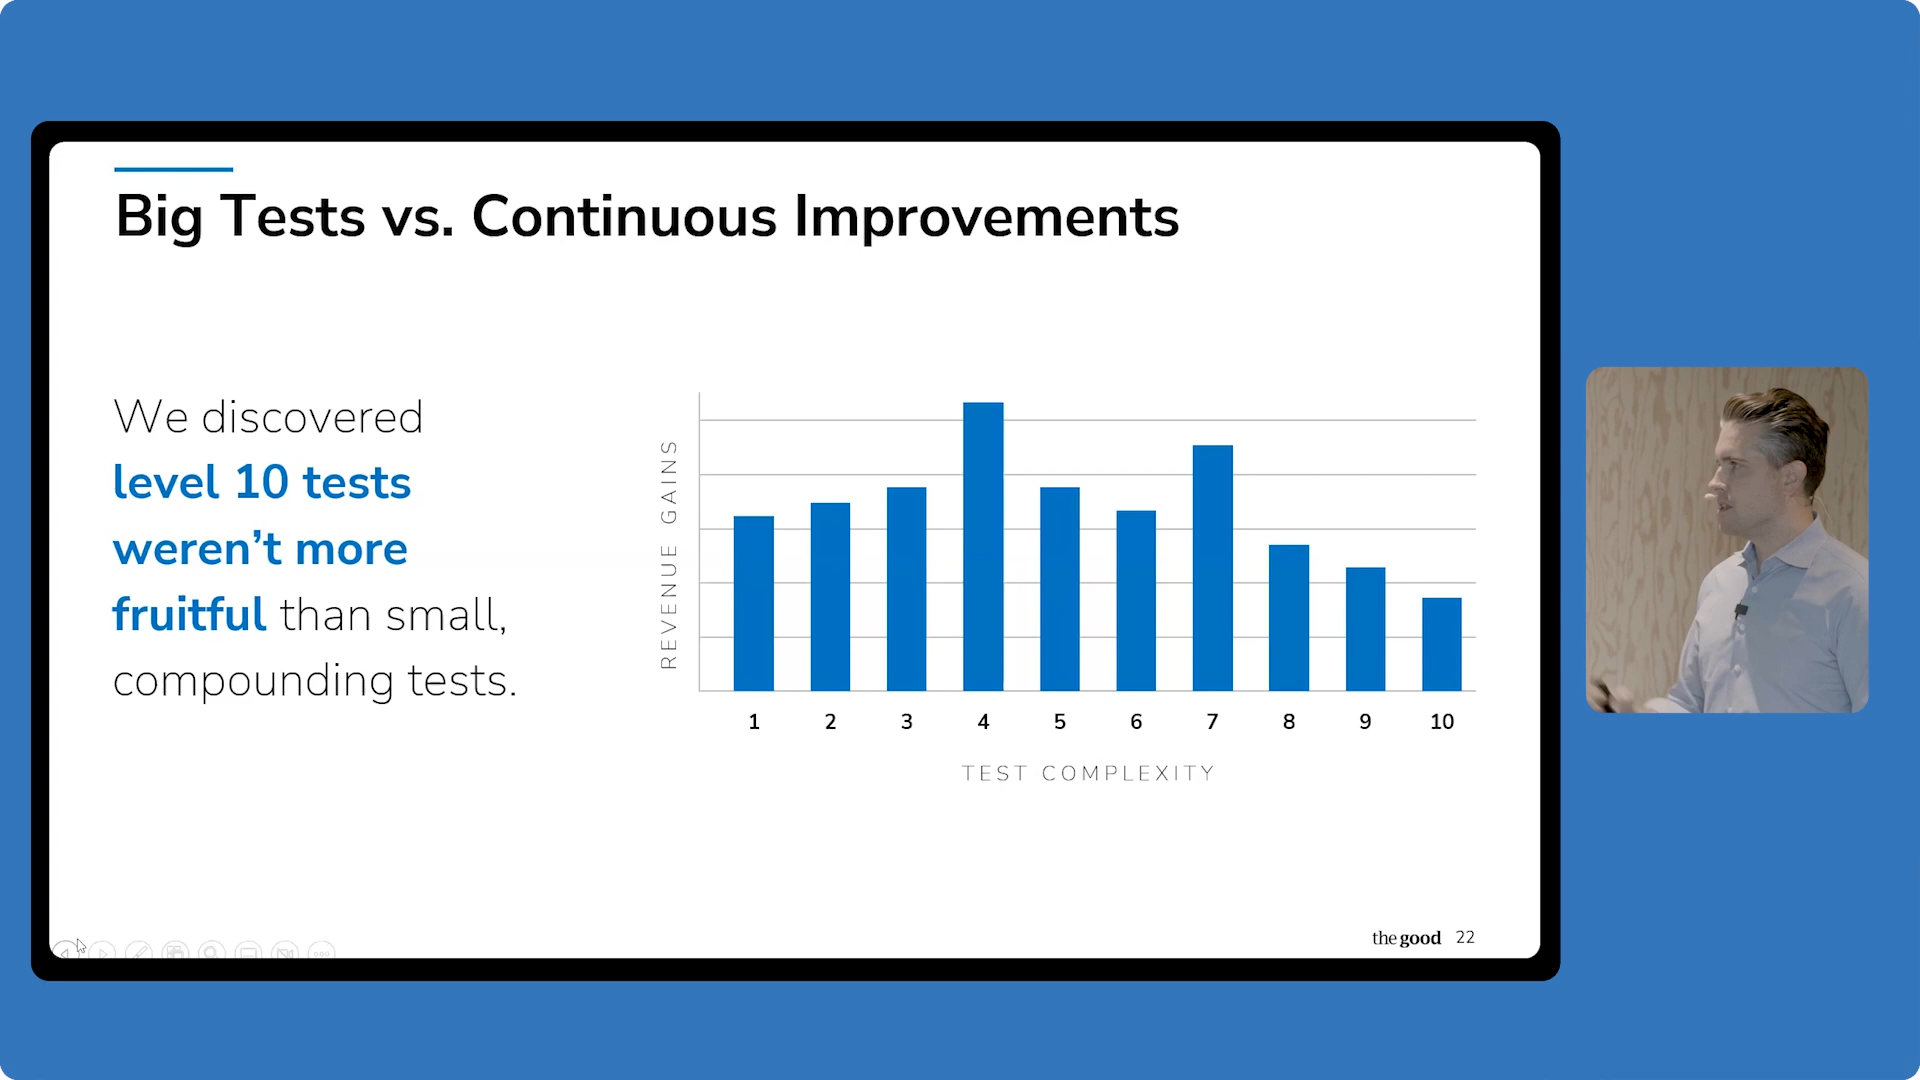 Big Tests vs. Continuous Improvements
We discovered
level 10 tests
weren’t more
fruitful than small,
compounding tests.
REVENUE GAINS
1 2 3 4 5 6 7 8 9 10
TEST COMPLEXITY
the good 22